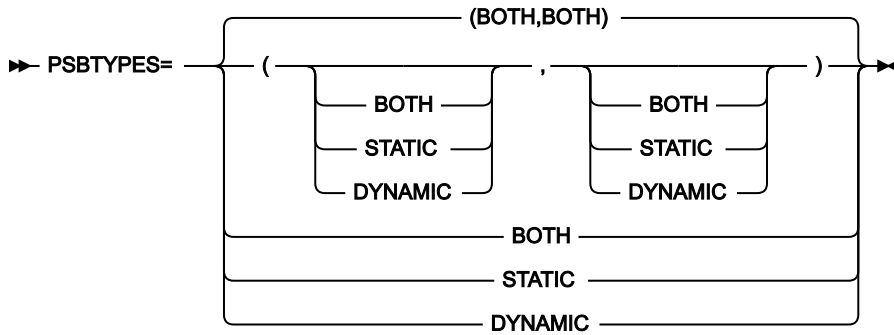 (BOTH,BOTH)
PSBTYPES= ( , )
BOTH BOTH
STATIC STATIC
DYNAMIC DYNAMIC
BOTH
STATIC
DYNAMIC